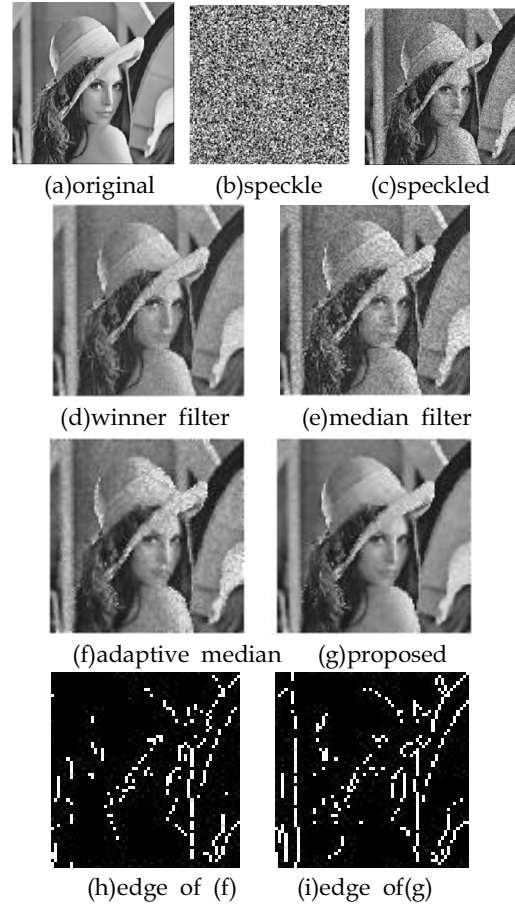 (a)original (b)speckle (c)speckled
(d)winner filter (e)median filter
(f)adaptive median (g)proposed
(h)edge of (f) (i)edge of(g)